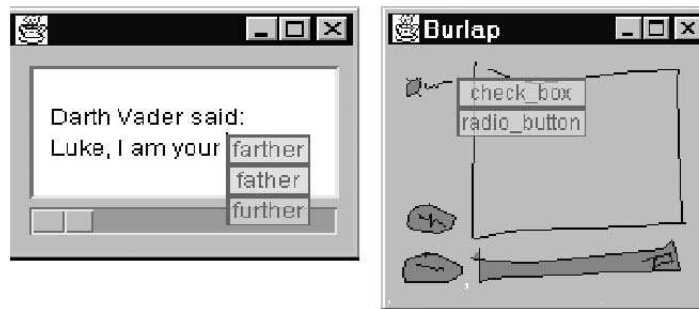 Darth Vader said:
Luke, I am your farther
father
further
Burlap
check_box
radio_button